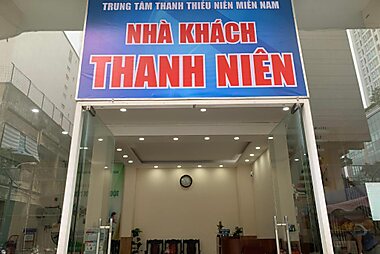 TRUNG TÂM THANH THIẾU NIÊN MIỀN NAM
NHÀ KHÁCH
THANH NIÊN